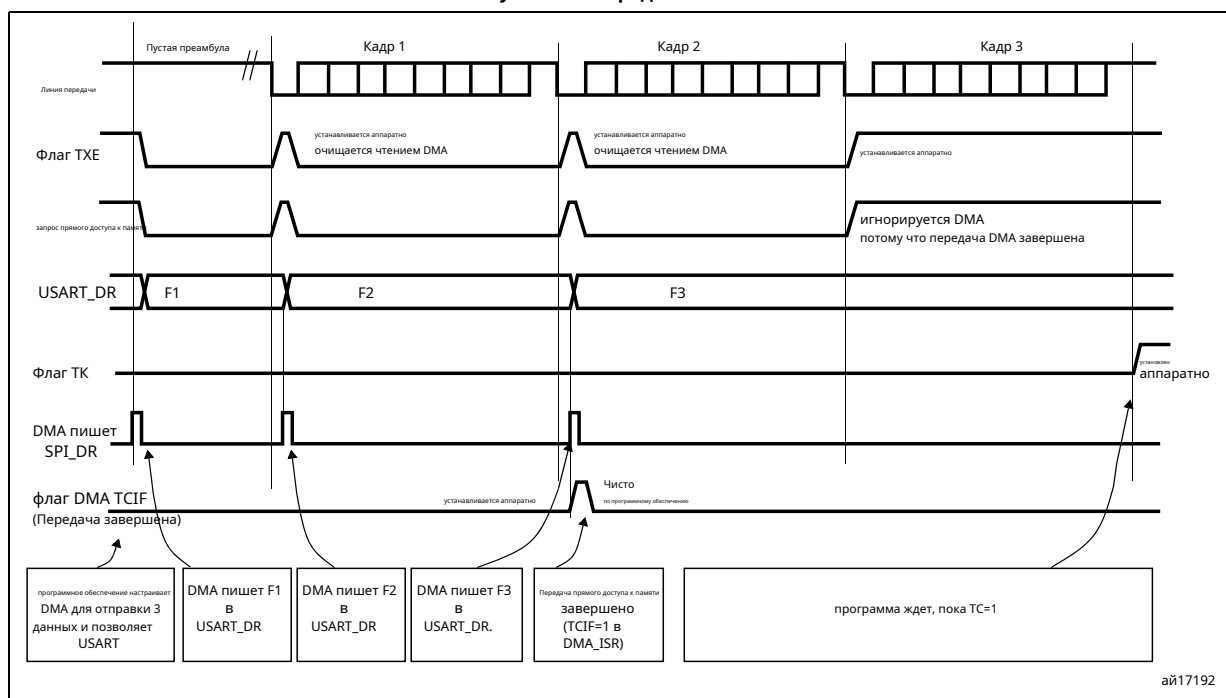 Пустая преамбула
Кадр 1
Кадр 2
Кадр 3
Линия передачи
Флаг TXE
устанавливается аппаратно
очищается чтением DMA
устанавливается аппаратно
очищается чтением DMA
устанавливается аппаратно
запрос прямого доступа к памяти
игнорируется DMA
потому что передача DMA завершена
USART_DR
F1
F2
F3
Флаг ТК
установлен
аппаратно
DMA пишет
SPI_DR
флаг DMA TCIF
(Передача завершена)
устанавливается аппаратно
Чисто
по программному обеспечению
программное обеспечение настраивает
DMA для отправки 3
данных и позволяет
USART
DMA пишет F1
в
USART_DR
DMA пишет F2
в
USART_DR
DMA пишет F3
в
USART_DR.
Передача прямого доступа к памяти
завершено
(TCIF=1 в
DMA_ISR)
программа ждет, пока TC=1
ай17192